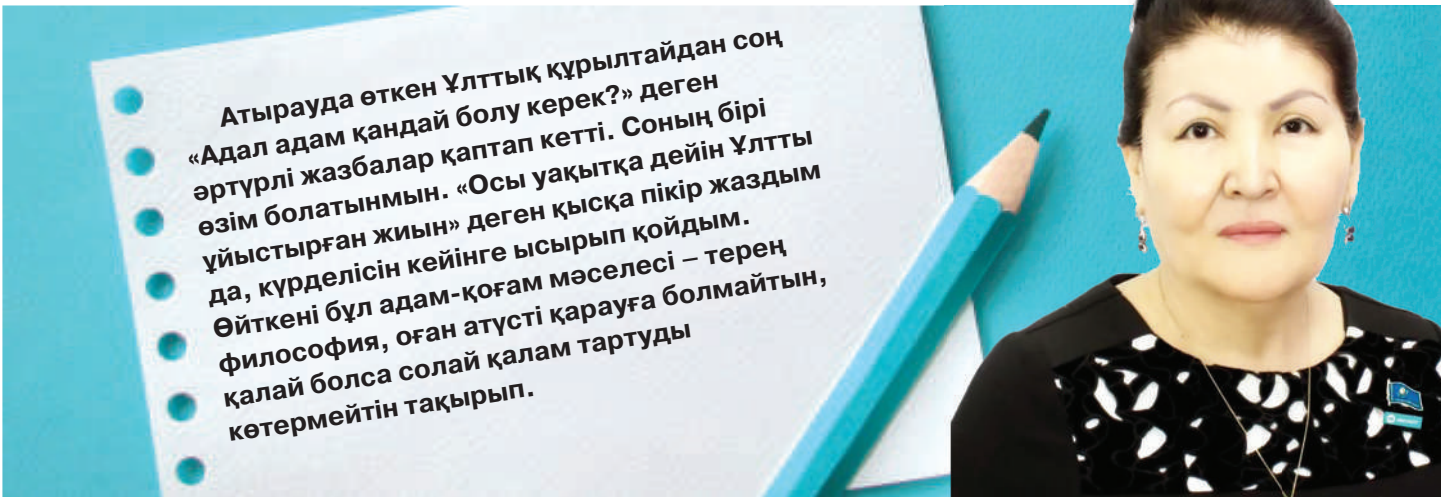 Атырауда өткен Ұлттық құрылтайдан соң
«Адал адам қандай болу керек?» деген
әртүрлі жазбалар қаптап кетті. Соның бірі
өзім болатынмын. «Осы уақытқа дейін Ұлтты
ұйыстырған жиын» деген қысқа пікір жаздым
да, күрделісін кейінге ысырып қойдым.
Өйткені бұл адам-қоғам мәселесі – терең
философия, оған атүсті қарауға болмайтын,
қалай болса солай қалам тартуды
көтермейтін тақырып.